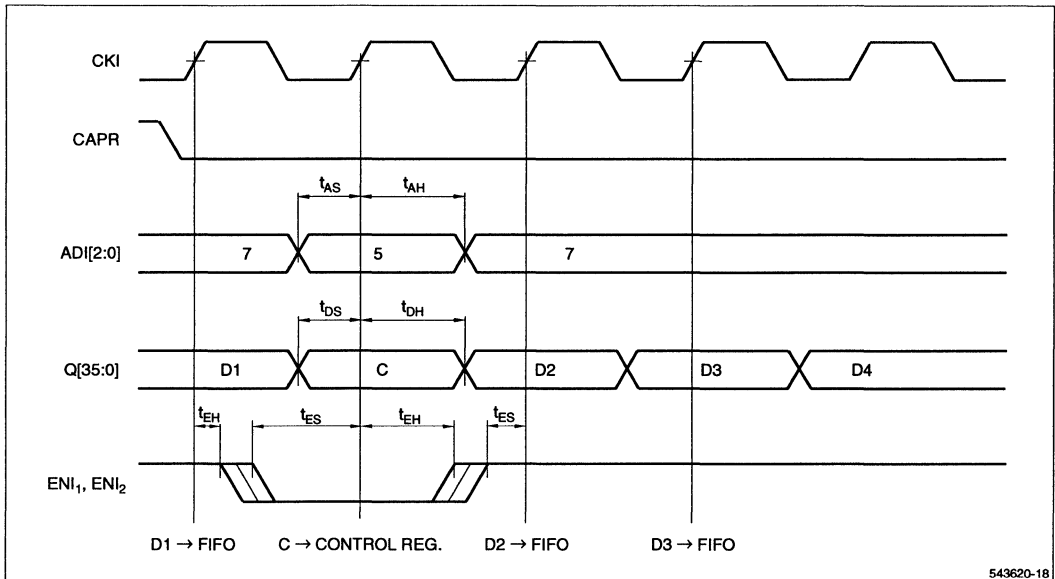 CKI
CAPR
tAS tAH
ADI[2:0] 7 5 7
tDS tDH
Q[35:0] D1 C D2 D3 D4
tEH tES tEH tES
ENI1, ENI2
D1 → FIFO C → CONTROL REG. D2 → FIFO D3 → FIFO
543620-18